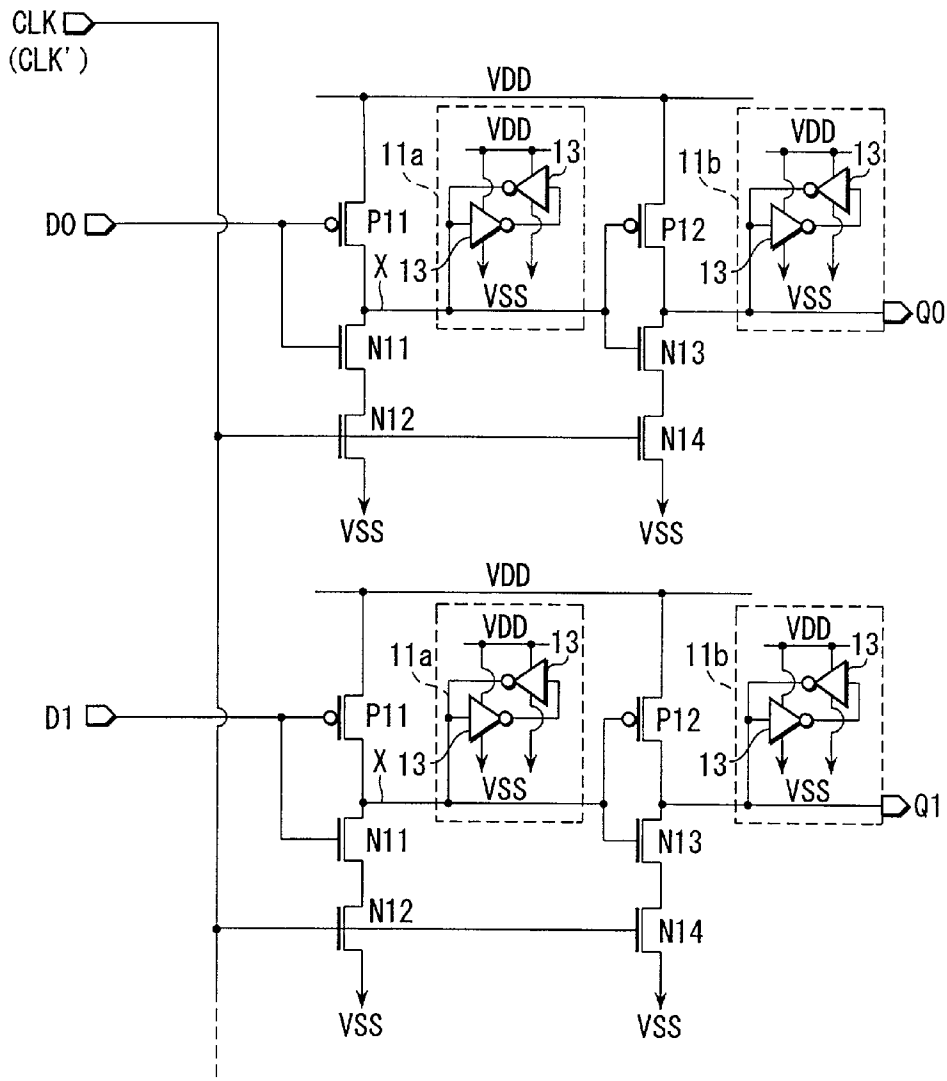 CLK
(CLK')
VDD
VDD
13
11a
VDD
13
11b
D0
P11
P12
X
13
VSS
13
VSS
Q0
N11
N13
N12
N14
VSS
VSS
VDD
VDD
13
11a
VDD
13
11b
D1
P11
P12
X
13
VSS
13
VSS
Q1
N11
N13
N12
N14
VSS
VSS